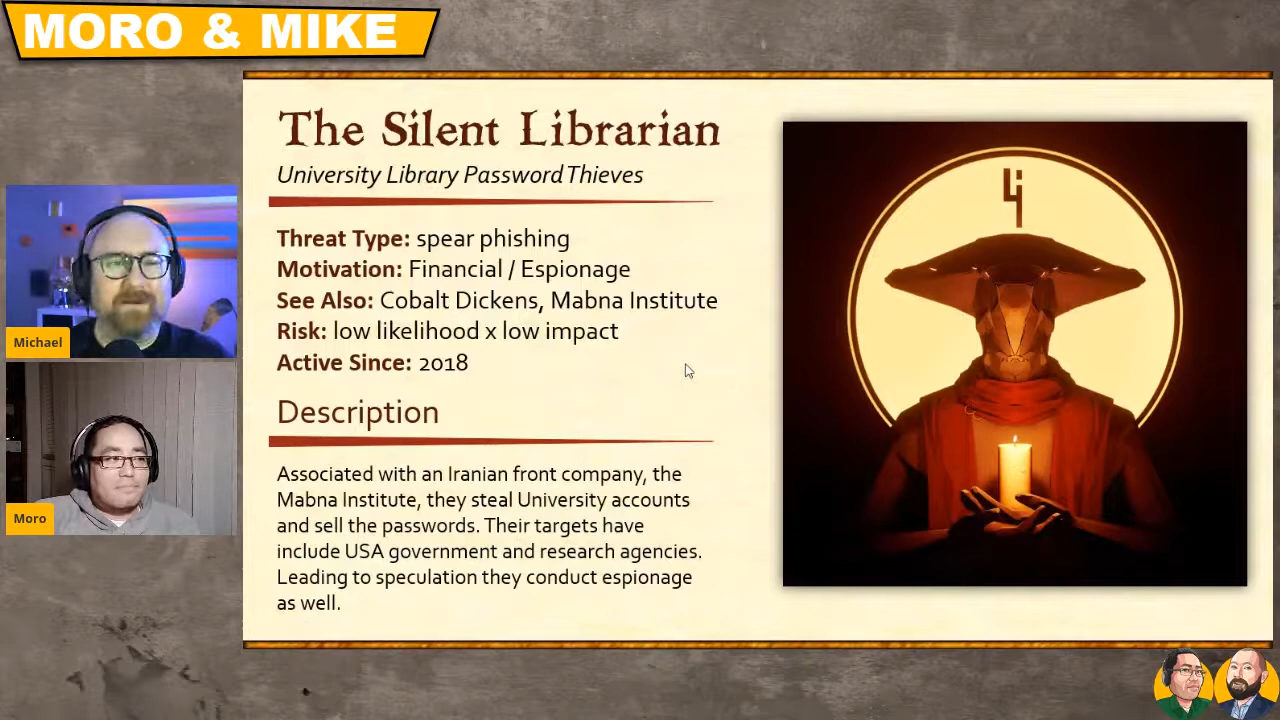 MORO & MIKE
The Silent Librarian
University Library Password Thieves
Threat Type: spear phishing
Motivation: Financial / Espionage
See Also: Cobalt Dickens, Mabna Institute
Risk: low likelihood x low impact
Active Since: 2018
Description
Associated with an Iranian front company, the
Mabna Institute, they steal University accounts
and sell the passwords. Their targets have
include USA government and research agencies.
Leading to speculation they conduct espionage
as well.
Michael
Moro